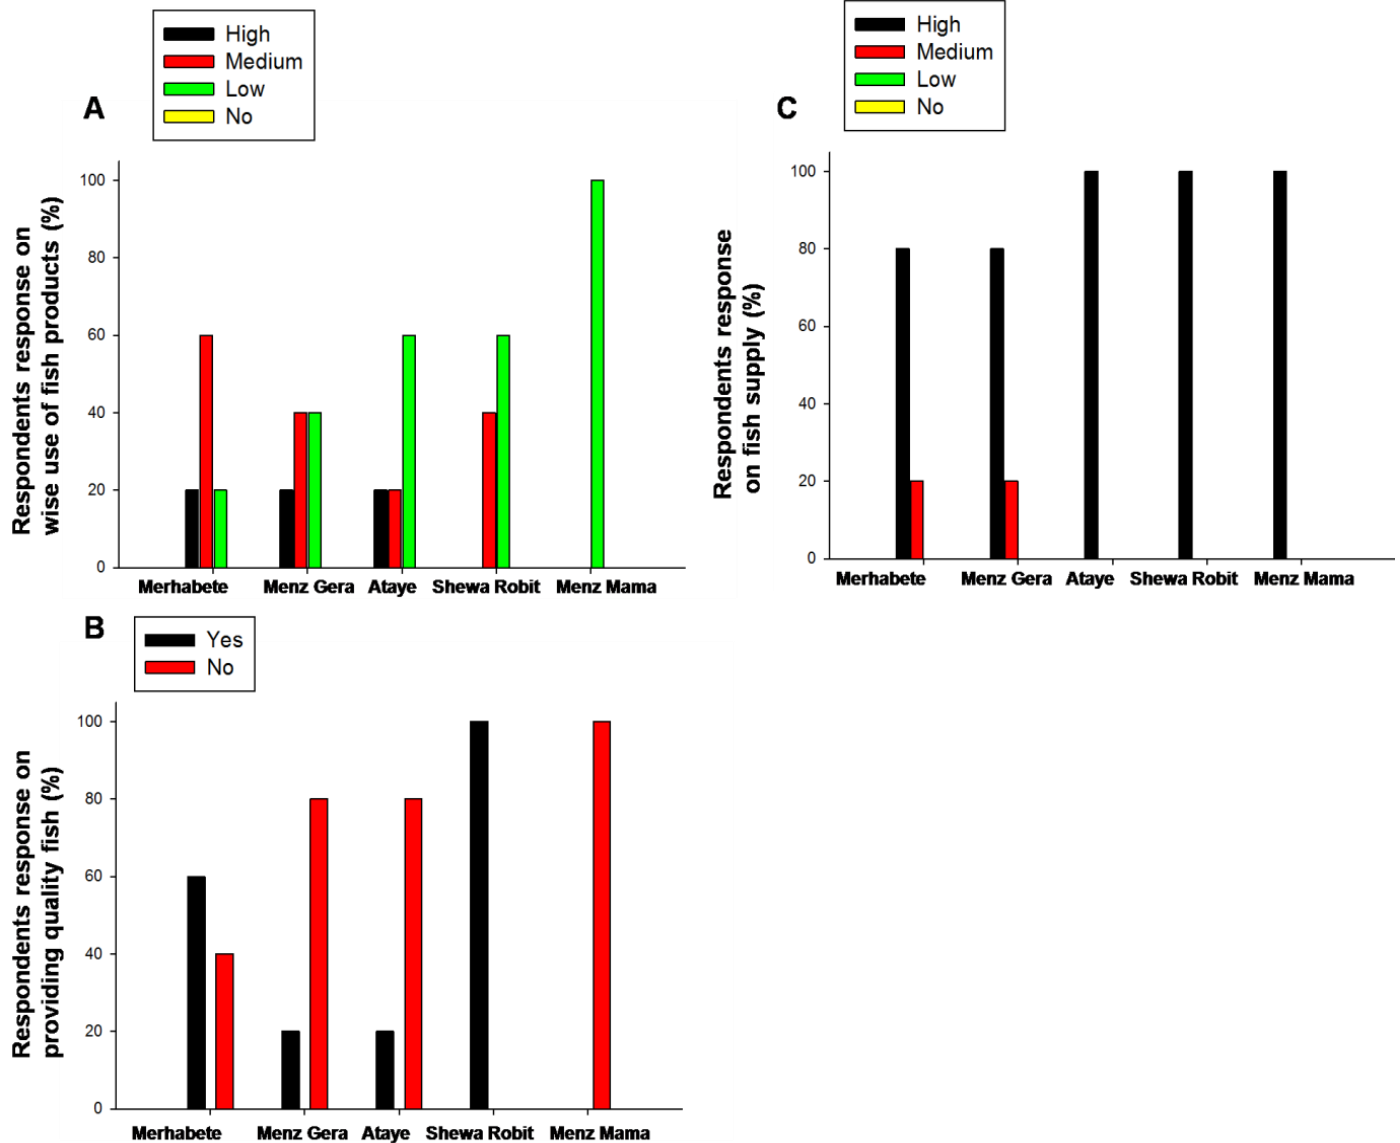 High
Medium
Low
No
A
Respondents response on
wise use of fish products (%)
100
80
60
40
20
0
Merhabete Menz Gera Ataye Shewa Robit Menz Mama
High
Medium
Low
No
C
Respondents response
on fish supply (%)
100
80
60
40
20
0
Merhabete Menz Gera Ataye Shewa Robit Menz Mama
B
Yes
No
Respondents response on
providing quality fish (%)
100
80
60
40
20
0
Merhabete Menz Gera Ataye Shewa Robit Menz Mama